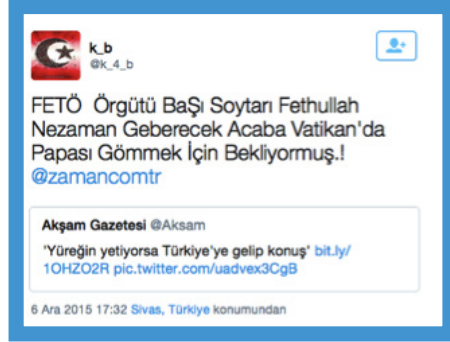 k_b
@k_4_b
FETÖ Örgütü BaŞı Soytarı Fethullah
Nezaman Geberecek Acaba Vatikan'da
Papası Gömmek İçin Bekliyormuş.!
@zamancomtr
Akşam Gazetesi @Aksam
'Yüreğin yetiyorsa Türkiye'ye gelip konuş' bit.ly/
1OHZO2R pic.twitter.com/uadvex3CgB
6 Ara 2015 17:32 Sivas, Türkiye konumundan